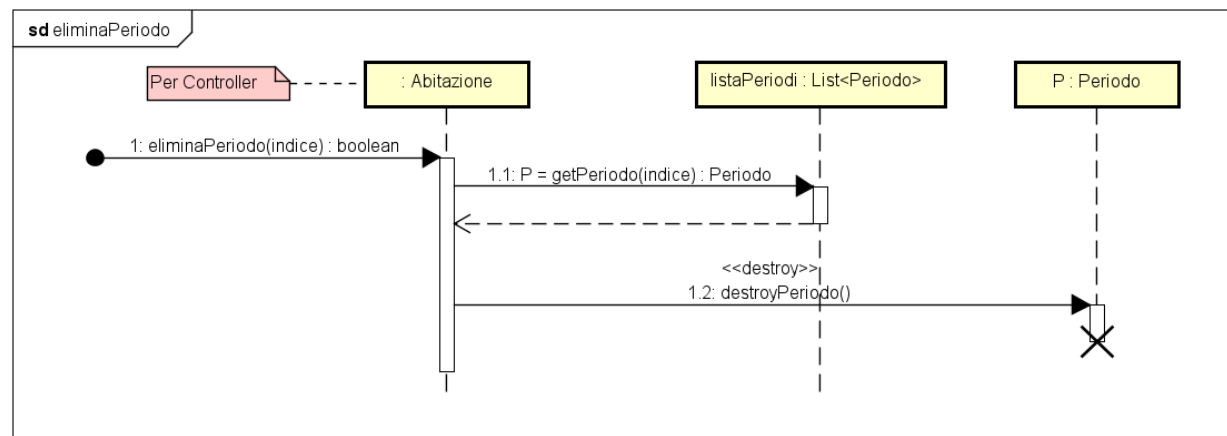 sd eliminaPeriodo
Per Controller
: Abitazione
listaPeriodi : List<Periodo>
P : Periodo
1: eliminaPeriodo(indice) : boolean
1.1: P = getPeriodo(indice) : Periodo
<<destroy>>
1.2: destroyPeriodo()